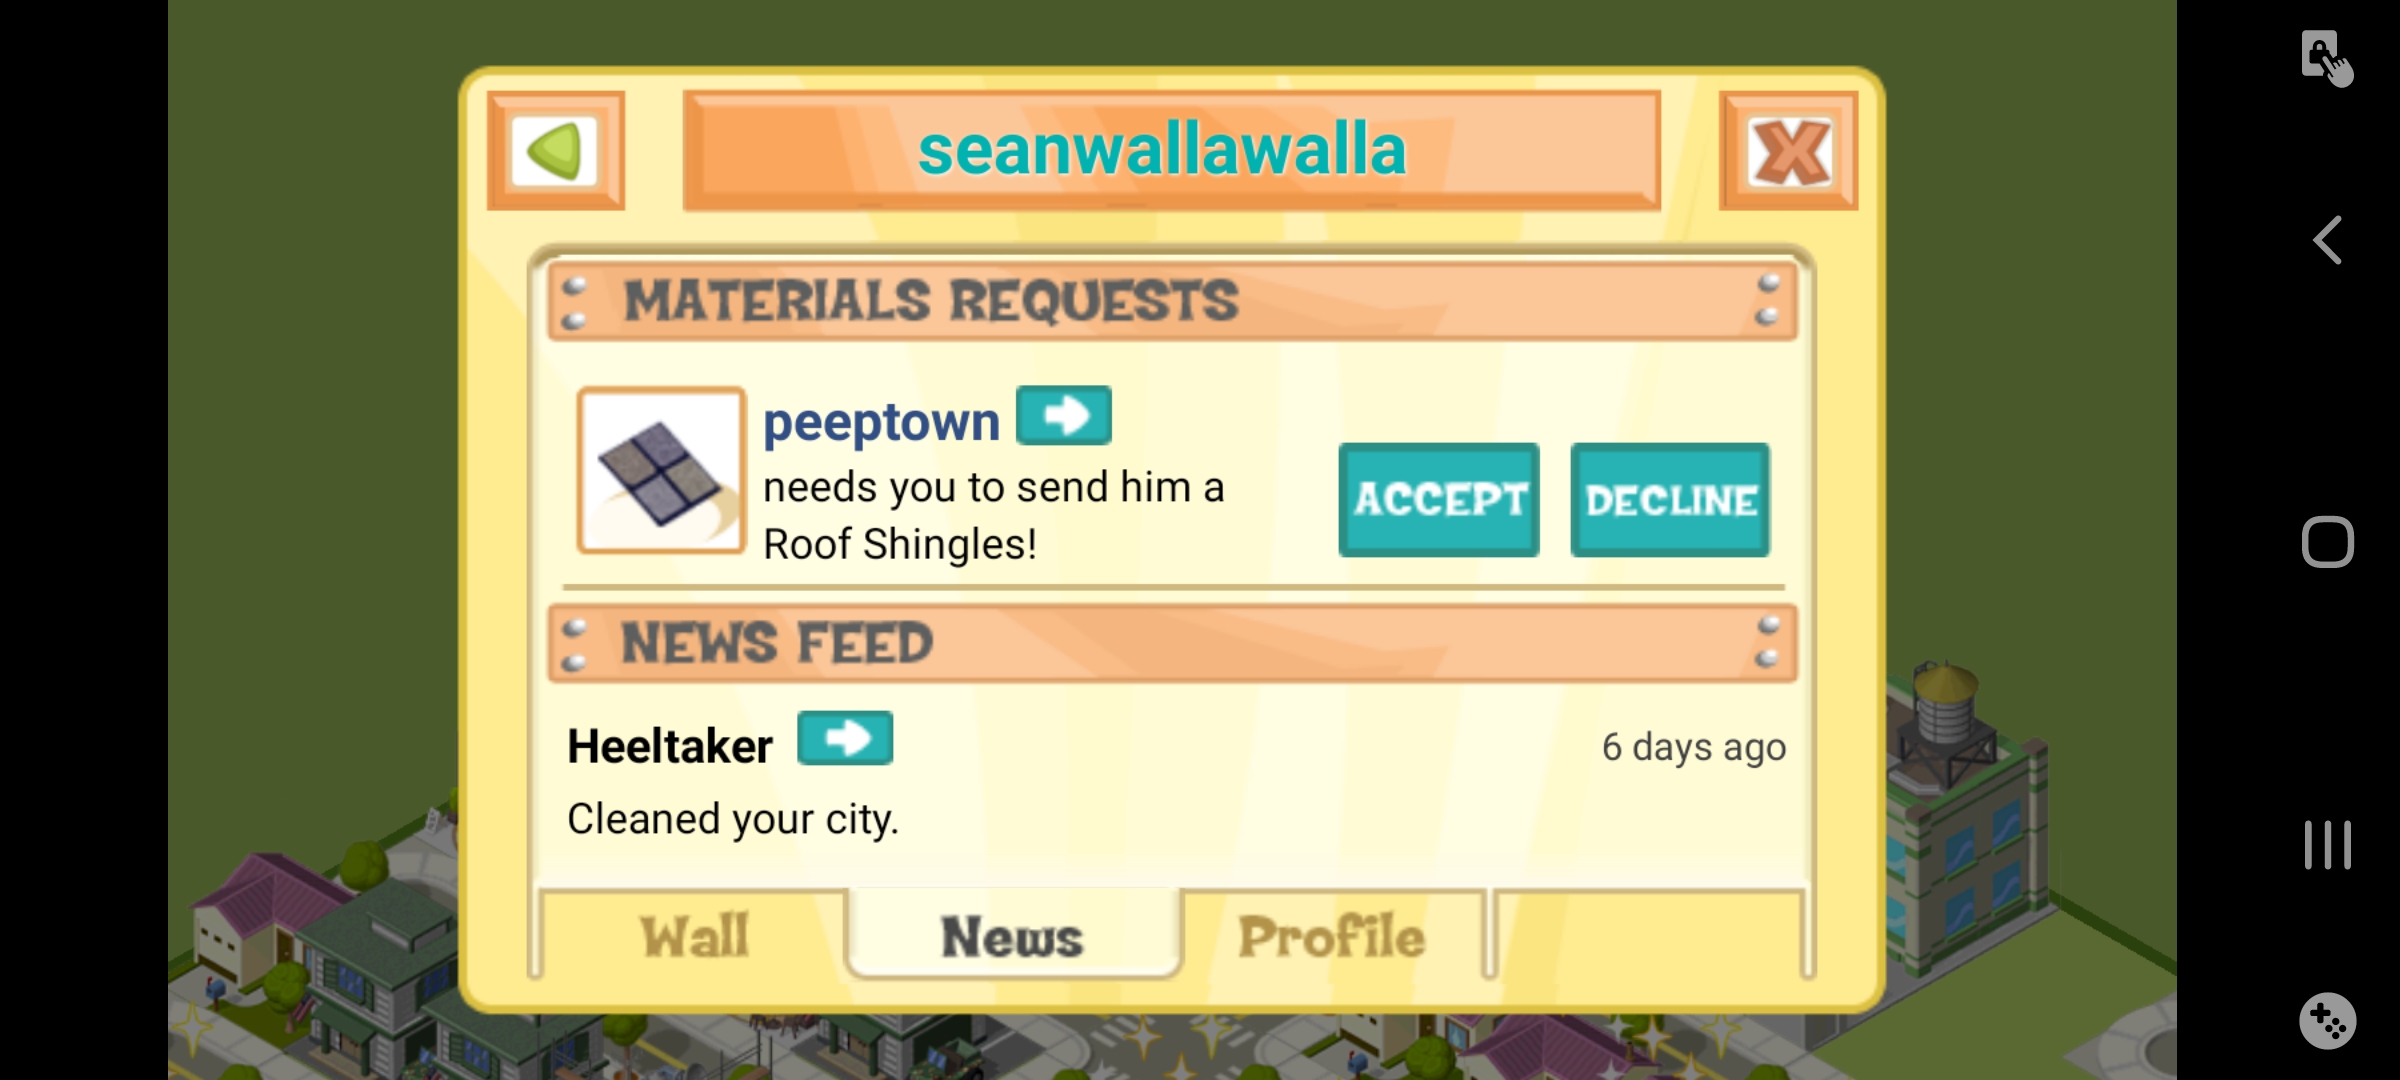 seanwallawalla
MATERIALS REQUESTS
peeptown
needs you to send him a
Roof Shingles!
ACCEPT
DECLINE
NEWS FEED
Heeltaker
6 days ago
Cleaned your city.
Wall
News
Profile